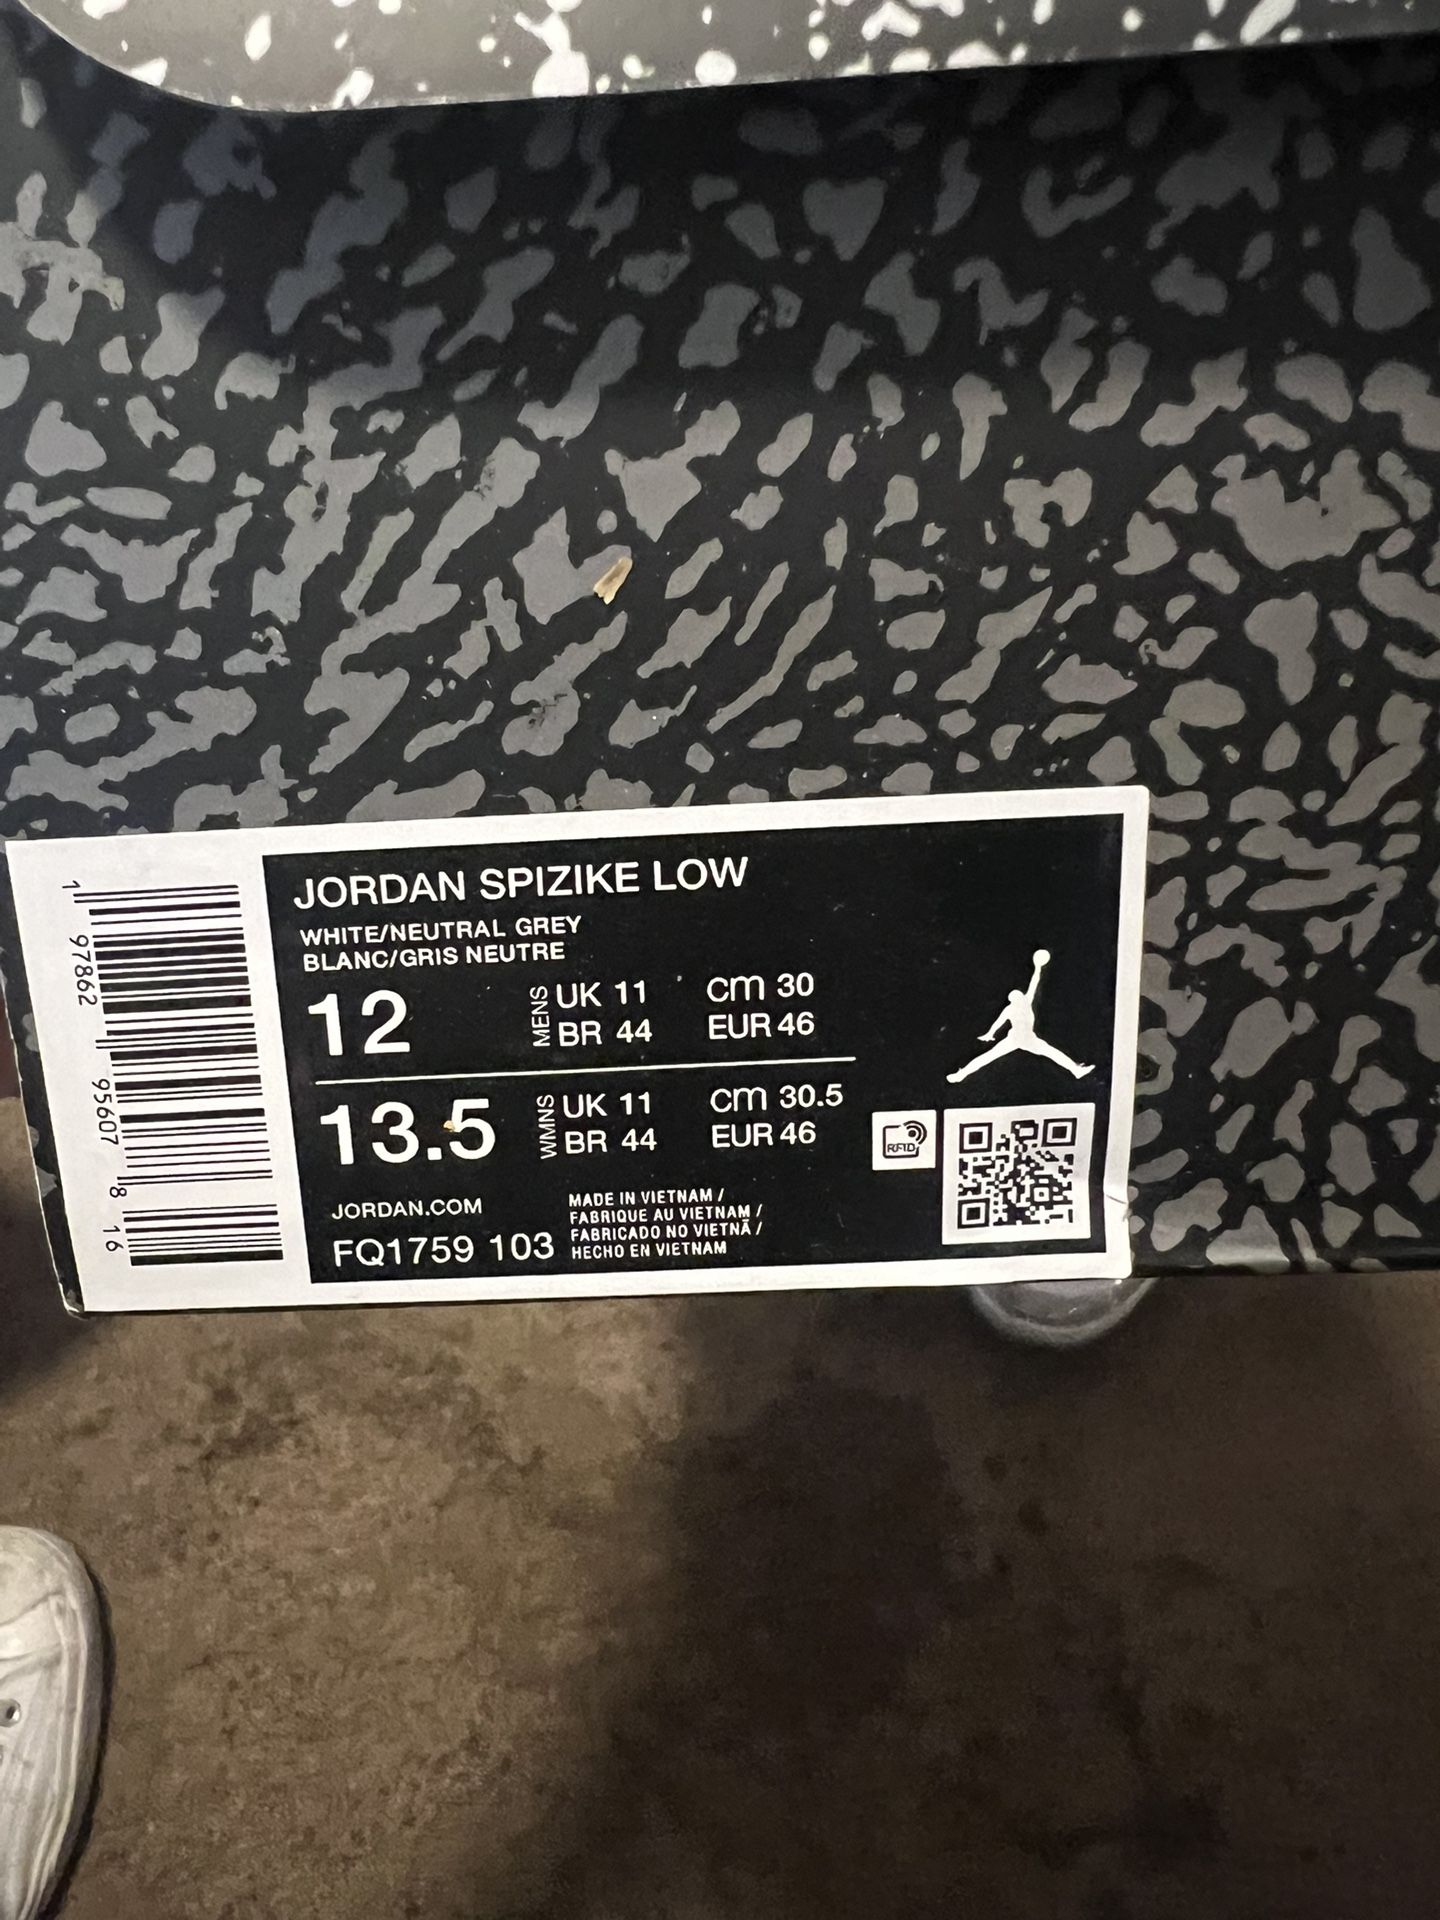 JORDAN SPIZIKE LOW
WHITE/NEUTRAL GREY
BLANC/GRIS NEUTRE
12 MENS UK 11 cm 30
BR 44 EUR 46
13.5 WMNS UK 11 cm 30.5
BR 44 EUR 46
JORDAN.COM
FQ1759 103
MADE IN VIETNAM /
FABRIQUE AU VIETNAM /
FABRICADO NO VIETNÃ /
HECHO EN VIETNAM
RFID
1 97862 95607 8 16